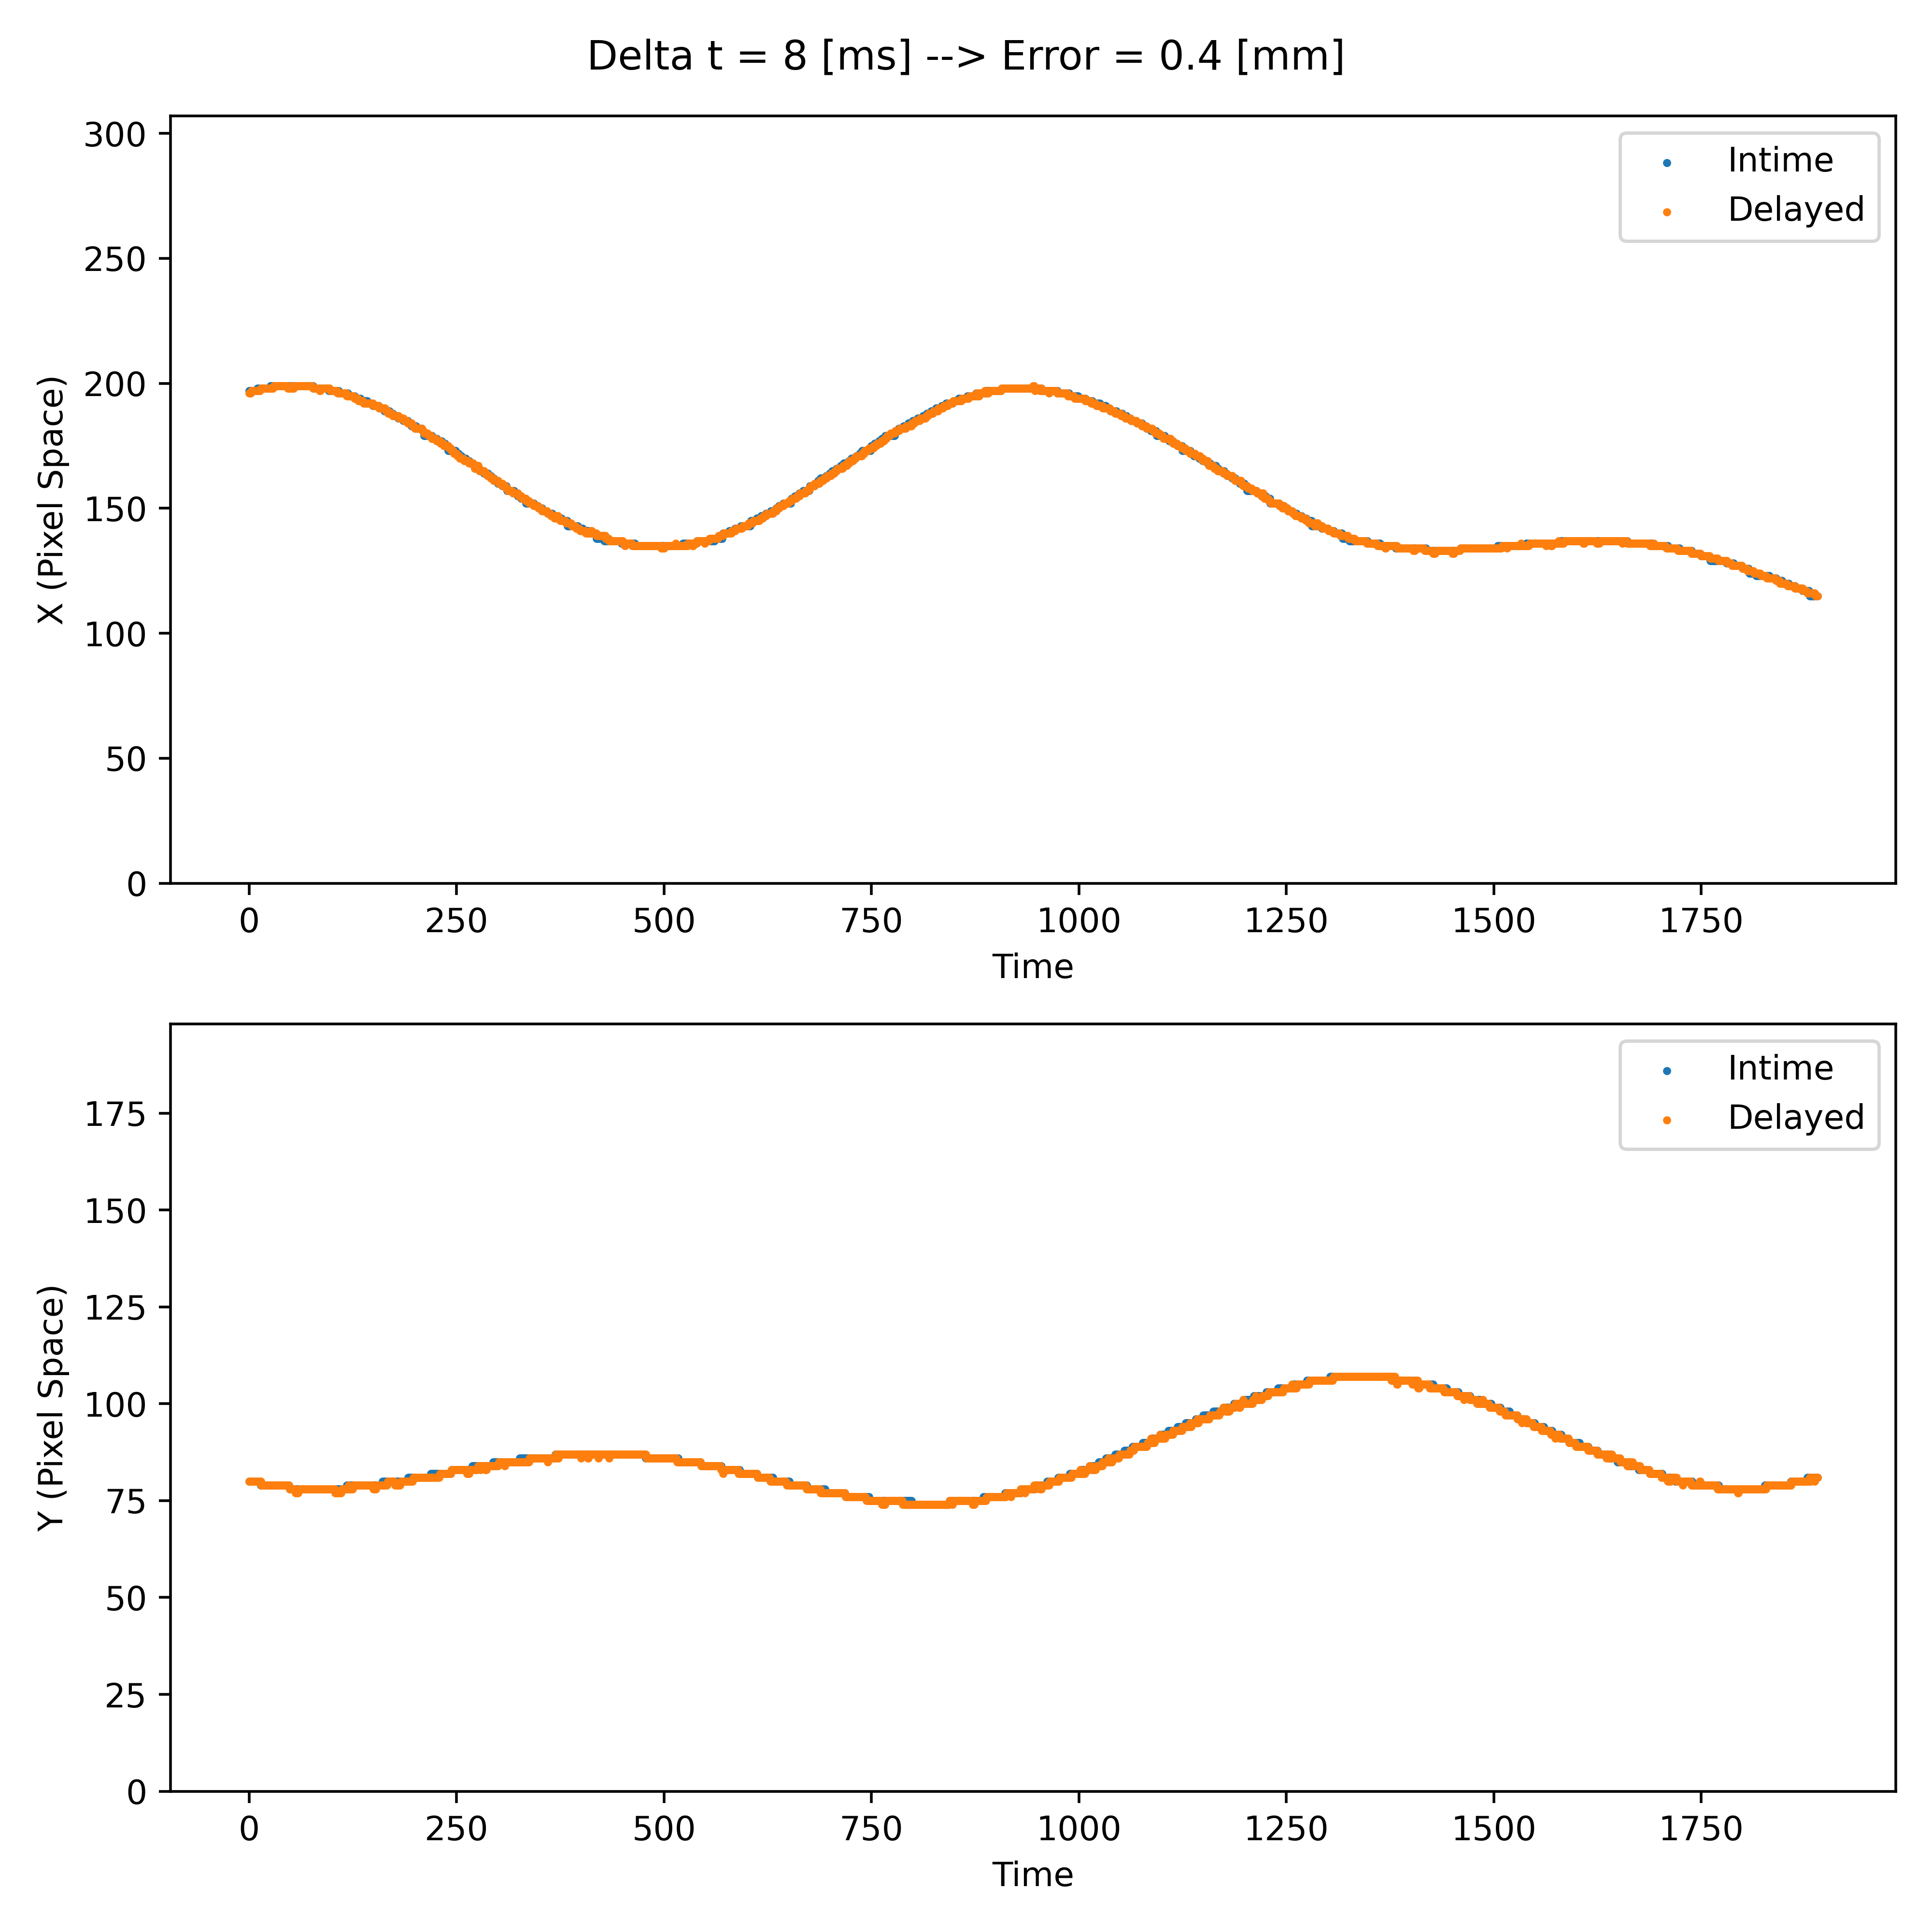 Delta t = 8 [ms] --> Error = 0.4 [mm]
300
250
200
150
100
50
0
X (Pixel Space)
Intime
Delayed
0 250 500 750 1000 1250 1500 1750
Time
175
150
125
100
75
50
25
0
Y (Pixel Space)
Intime
Delayed
0 250 500 750 1000 1250 1500 1750
Time